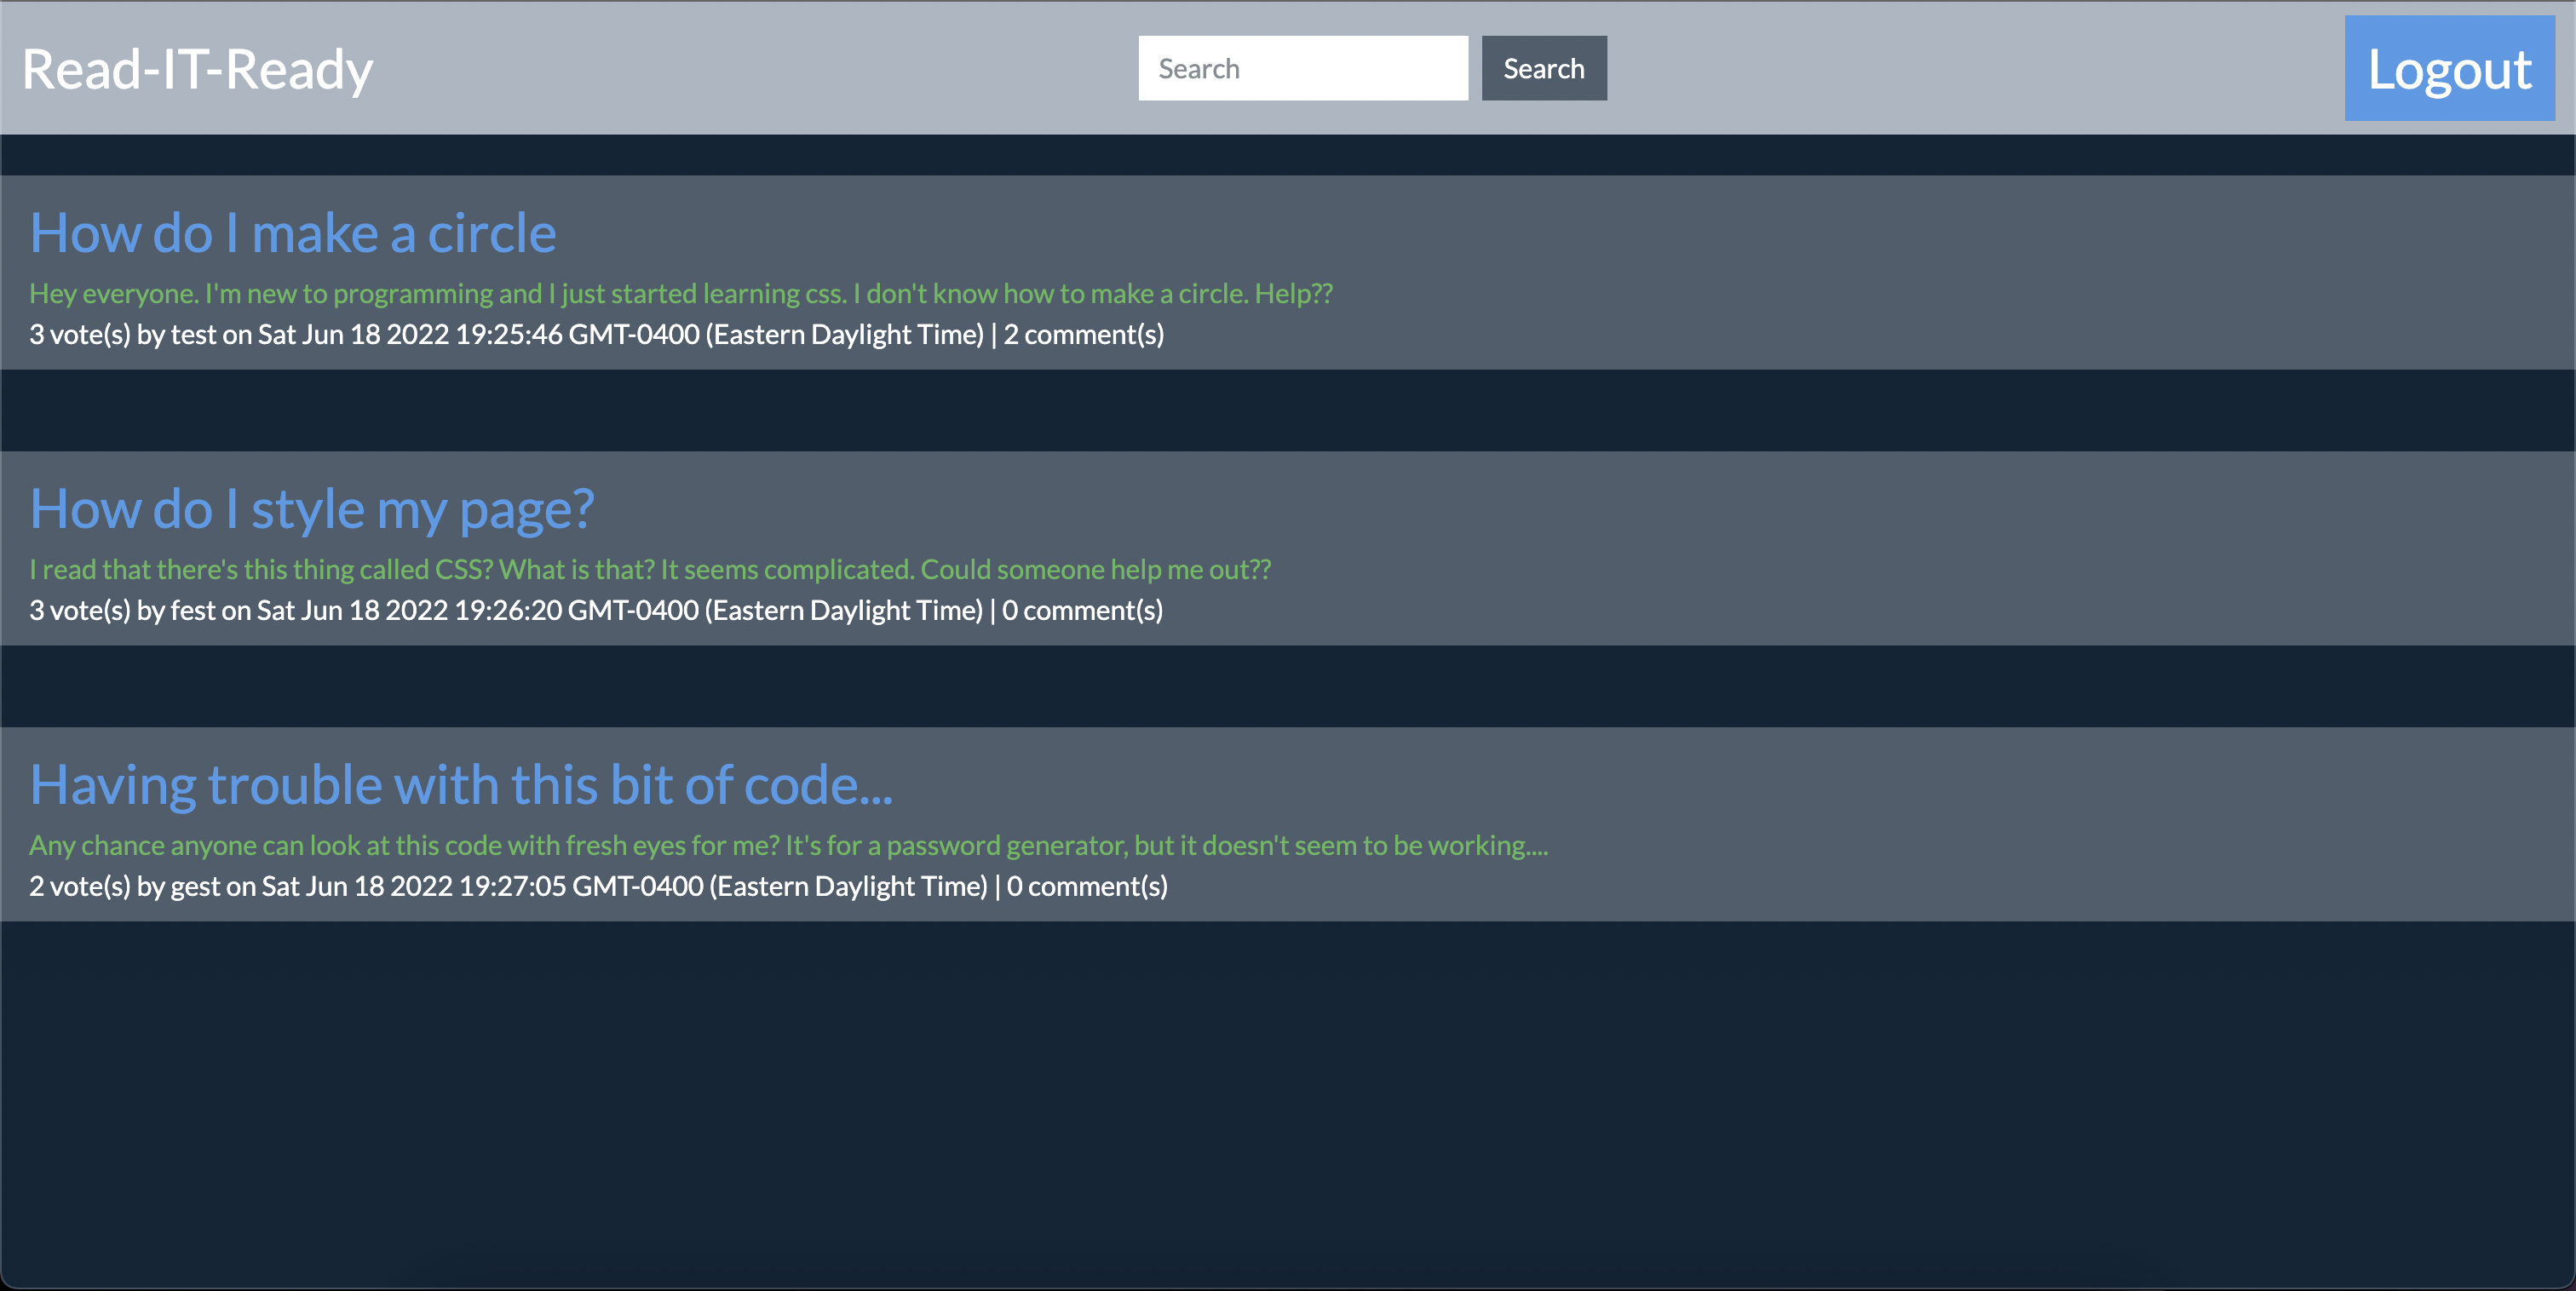 Read-IT-Ready
Search
Search
Logout
How do I make a circle
Hey everyone. I'm new to programming and I just started learning css. I don't know how to make a circle. Help??
3 vote(s) by test on Sat Jun 18 2022 19:25:46 GMT-0400 (Eastern Daylight Time) | 2 comment(s)
How do I style my page?
I read that there's this thing called CSS? What is that? It seems complicated. Could someone help me out??
3 vote(s) by fest on Sat Jun 18 2022 19:26:20 GMT-0400 (Eastern Daylight Time) | 0 comment(s)
Having trouble with this bit of code...
Any chance anyone can look at this code with fresh eyes for me? It's for a password generator, but it doesn't seem to be working....
2 vote(s) by gest on Sat Jun 18 2022 19:27:05 GMT-0400 (Eastern Daylight Time) | 0 comment(s)